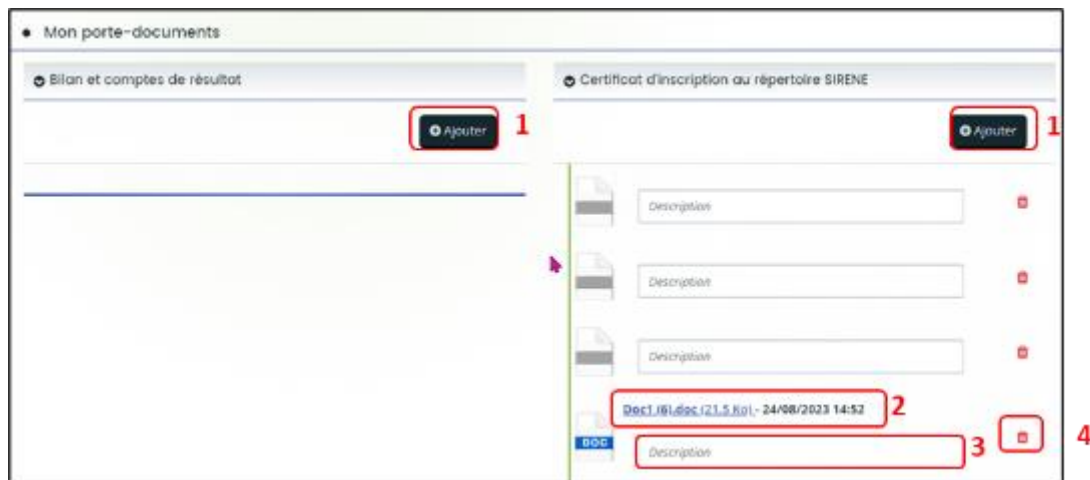 Mon porte-documents
Bilan et comptes de résultat
Ajouter
1
Certificat d'inscription au répertoire SIRENE
Ajouter
1
Description
Description
Description
Doc1 (6).doc (21.5 Ko) - 24/08/2023 14:52
2
DOC
Description
3
4